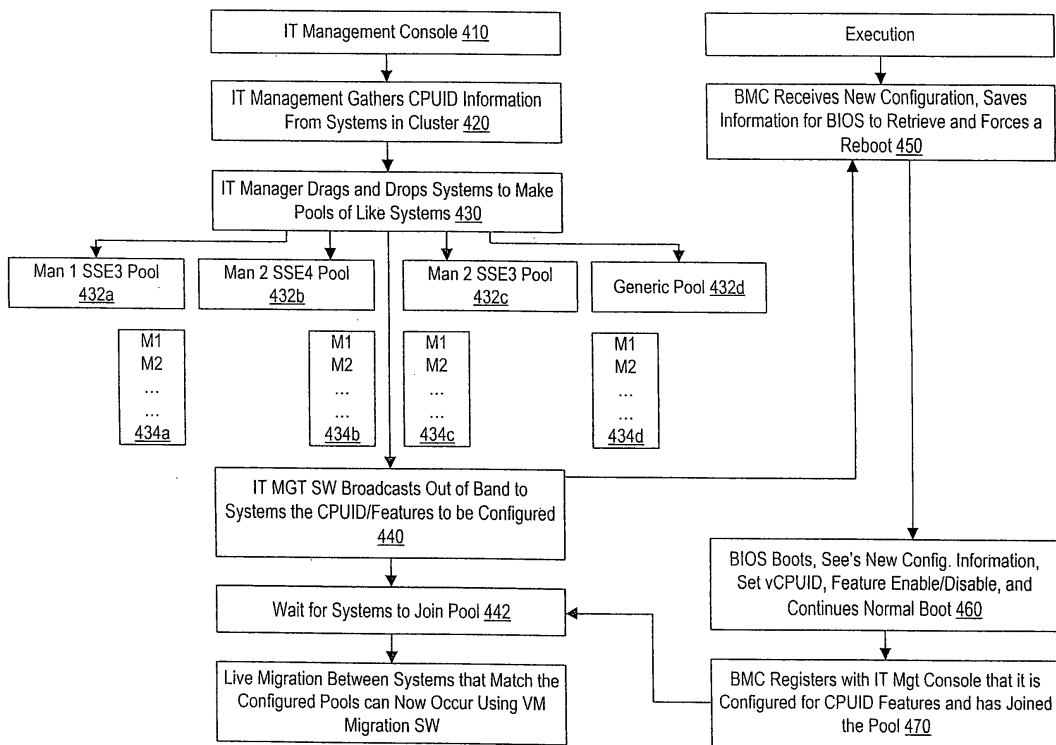 IT Management Console 410
IT Management Gathers CPUID Information
From Systems in Cluster 420
IT Manager Drags and Drops Systems to Make
Pools of Like Systems 430
Man 1 SSE3 Pool
432a
Man 2 SSE4 Pool
432b
Man 2 SSE3 Pool
432c
Generic Pool 432d
M1
M2
...
...
434a
M1
M2
...
...
434b
M1
M2
...
...
434c
M1
M2
...
...
434d
IT MGT SW Broadcasts Out of Band to
Systems the CPUID/Features to be Configured
440
Wait for Systems to Join Pool 442
Live Migration Between Systems that Match the
Configured Pools can Now Occur Using VM
Migration SW
Execution
BMC Receives New Configuration, Saves
Information for BIOS to Retrieve and Forces a
Reboot 450
BIOS Boots, See's New Config. Information,
Set vCPUID, Feature Enable/Disable, and
Continues Normal Boot 460
BMC Registers with IT Mgt Console that it is
Configured for CPUID Features and has Joined
the Pool 470